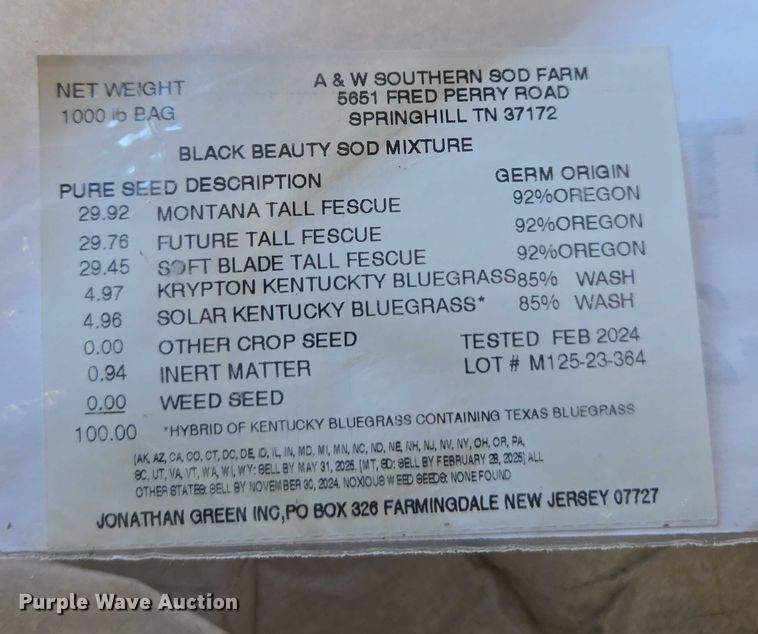 NET WEIGHT
1000 lb BAG
A & W SOUTHERN SOD FARM
5651 FRED PERRY ROAD
SPRINGHILL TN 37172
BLACK BEAUTY SOD MIXTURE
PURE SEED DESCRIPTION GERM ORIGIN
29.92 MONTANA TALL FESCUE 92%OREGON
29.76 FUTURE TALL FESCUE 92%OREGON
29.45 SOFT BLADE TALL FESCUE 92%OREGON
4.97 KRYPTON KENTUCKTY BLUEGRASS 85% WASH
4.96 SOLAR KENTUCKY BLUEGRASS* 85% WASH
0.00 OTHER CROP SEED TESTED FEB 2024
0.94 INERT MATTER LOT # M125-23-364
0.00 WEED SEED
100.00 *HYBRID OF KENTUCKY BLUEGRASS CONTAINING TEXAS BLUEGRASS
[AK, AZ, CA, CO, CT, DC, DE, ID, IL, IN, MD, MI, MN, NC, ND, NE, NH, NJ, NV, NY, OH, OR, PA,
SC, UT, VA, VT, WA, WI, WY: SELL BY MAY 31, 2025. [MT, SD: SELL BY FEBRUARY 28, 2025] ALL
OTHER STATES: SELL BY NOVEMBER 30, 2024. NOXIOUS WEED SEEDS: NONE FOUND
JONATHAN GREEN INC,PO BOX 326 FARMINGDALE NEW JERSEY 07727
Purple Wave Auction